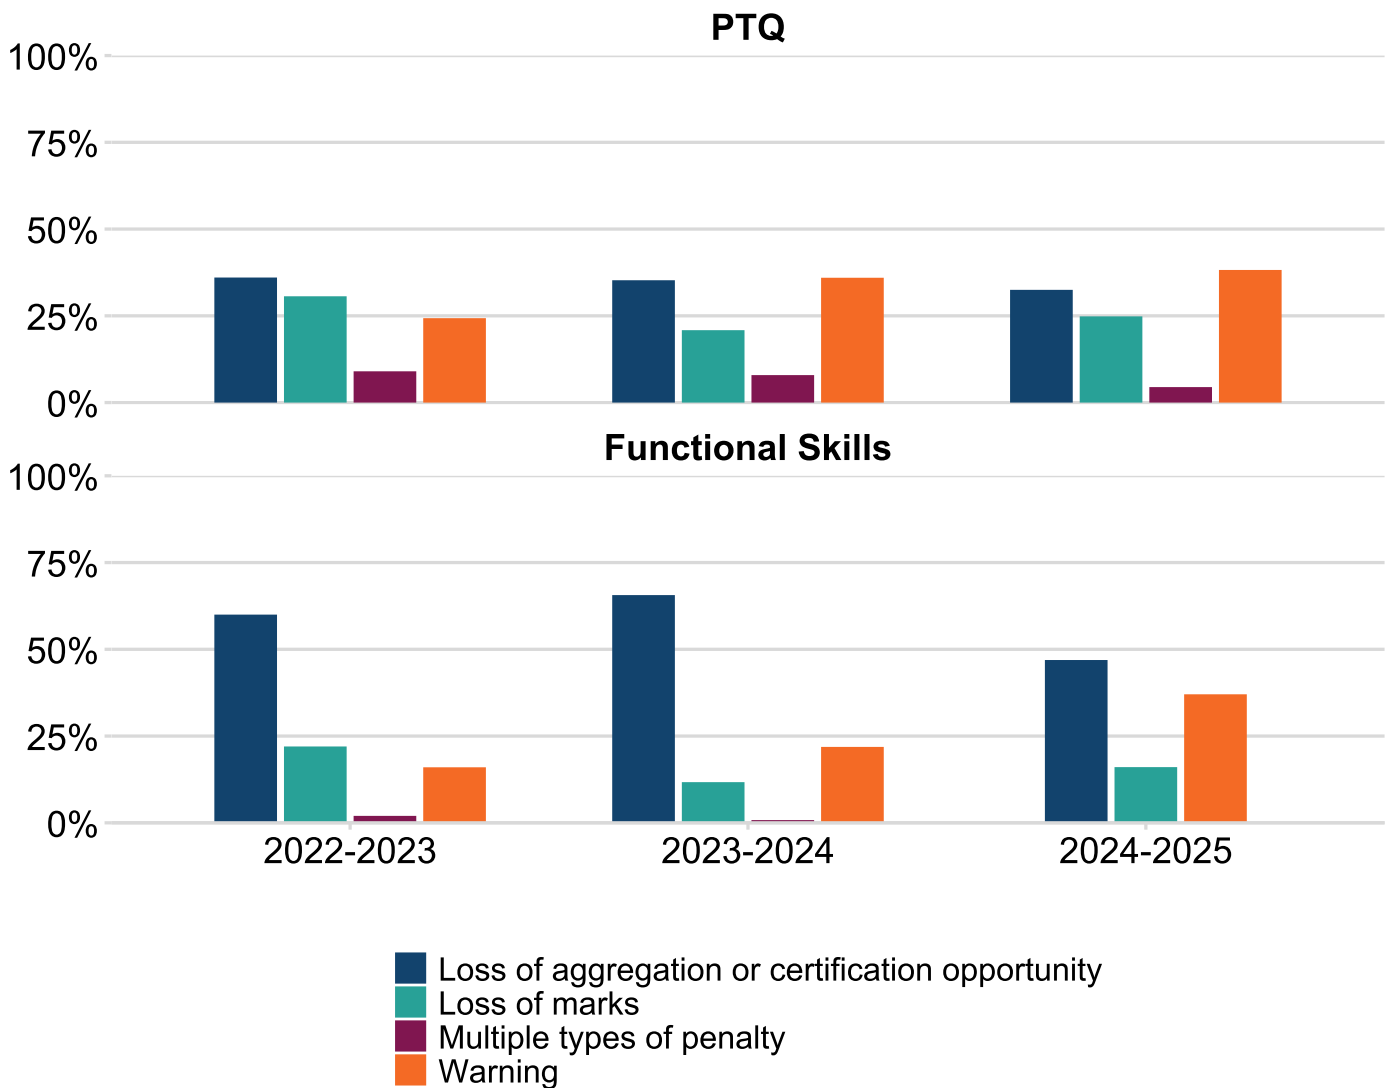 PTQ
100%
75%
50%
25%
0%
Functional Skills
100%
75%
50%
25%
0%
2022-2023 2023-2024 2024-2025
Loss of aggregation or certification opportunity
Loss of marks
Multiple types of penalty
Warning